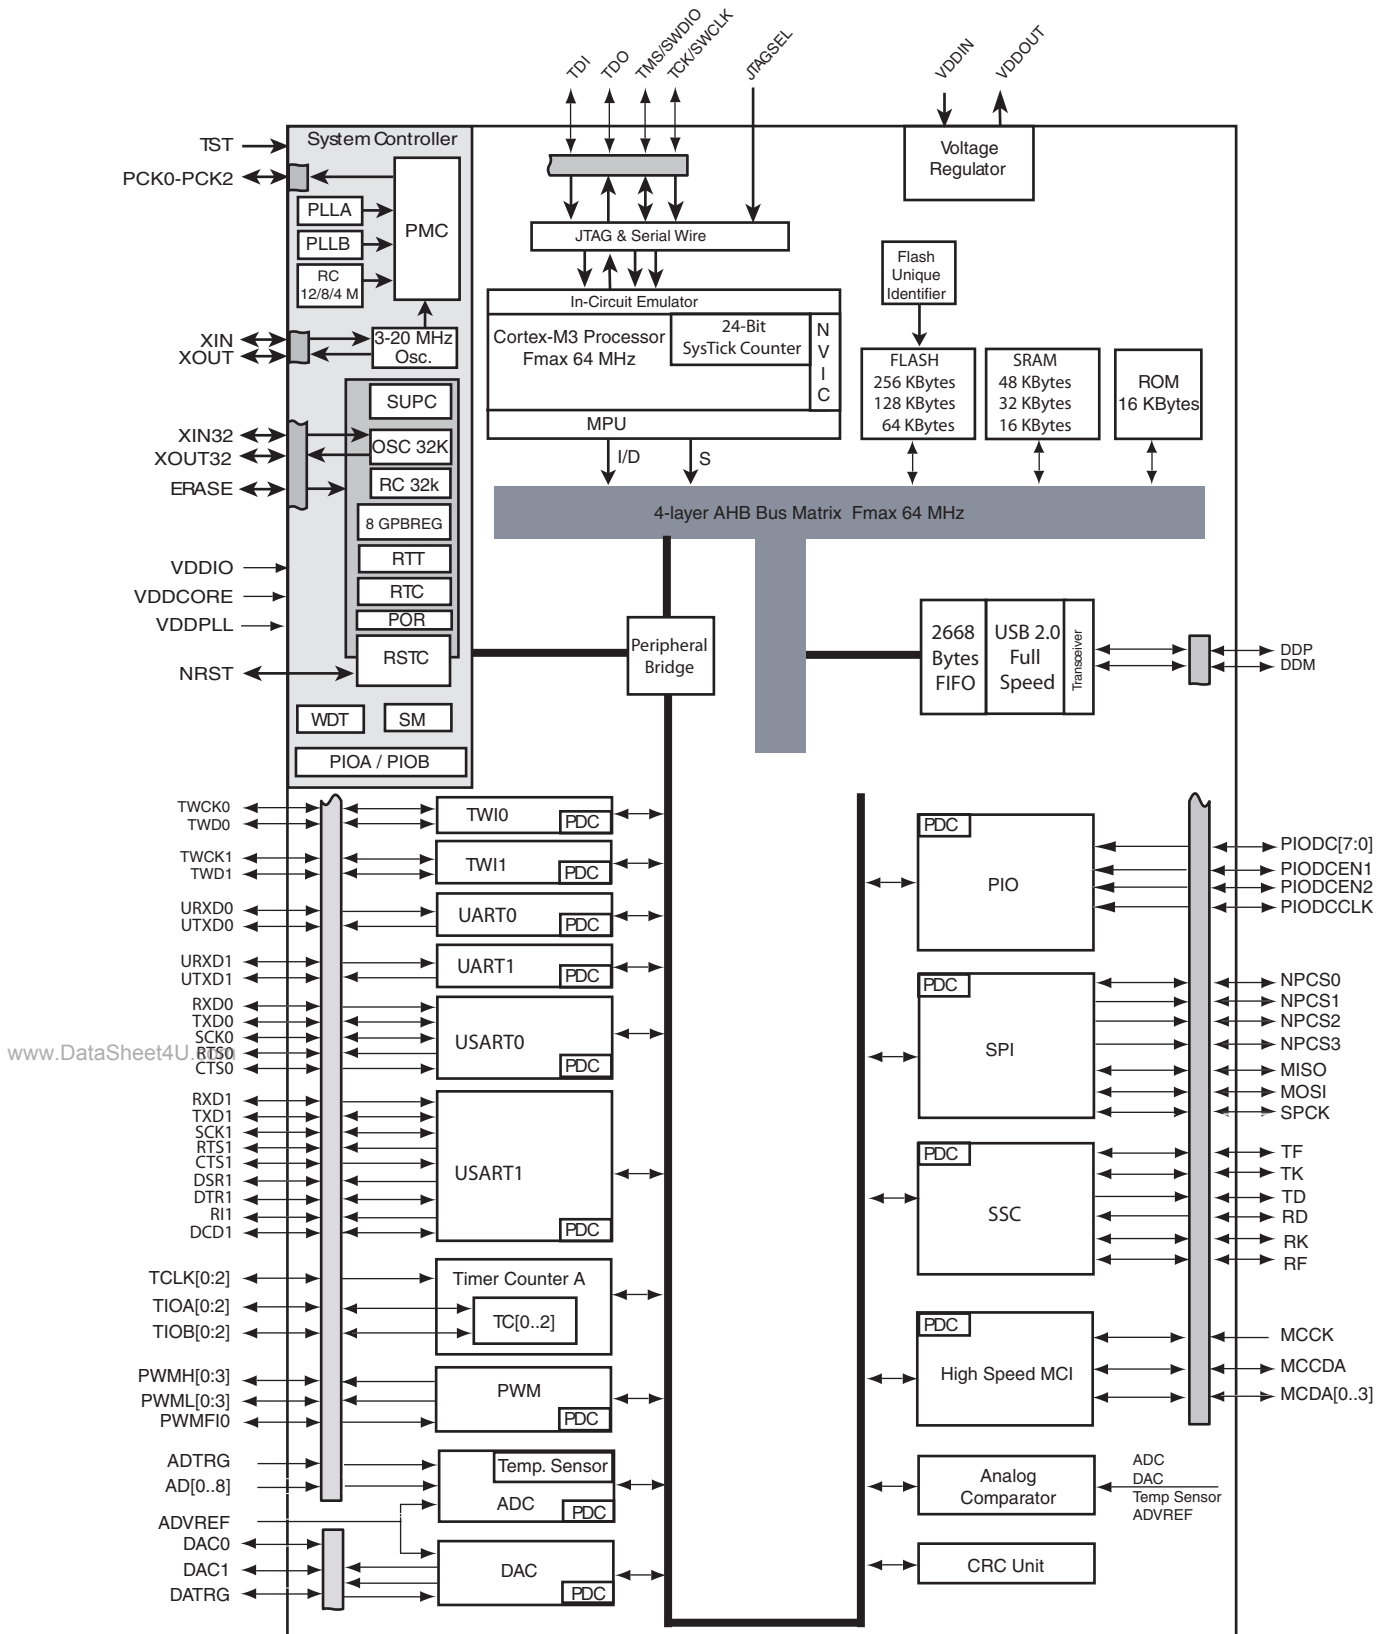 TDI
TDO
TMS/SWDIO
TCK/SWCLK
JTAGSEL
VDDIN
VDDOUT
TST
System Controller
Voltage
Regulator
PCK0-PCK2
PLLA
PLLB
RC
12/8/4 M
PMC
JTAG & Serial Wire
Flash
Unique
Identifier
In-Circuit Emulator
XIN
XOUT
3-20 MHz
Osc.
Cortex-M3 Processor
Fmax 64 MHz
24-Bit
SysTick Counter
N
V
I
C
MPU
FLASH
256 KBytes
128 KBytes
64 KBytes
SRAM
48 KBytes
32 KBytes
16 KBytes
ROM
16 KBytes
SUPC
XIN32
XOUT32
OSC 32K
I/D
S
ERASE
RC 32k
8 GPBREG
4-layer AHB Bus Matrix Fmax 64 MHz
VDDIO
RTT
VDDCORE
RTC
VDDPLL
POR
NRST
RSTC
Peripheral
Bridge
2668
Bytes
FIFO
USB 2.0
Full
Speed
Transceiver
DDP
DDM
WDT
SM
PIOA / PIOB
TWCK0
TWD0
TWI0
PDC
TWCK1
TWD1
TWI1
PDC
URXD0
UTXD0
UART0
PDC
URXD1
UTXD1
UART1
PDC
RXD0
TXD0
SCK0
RTS0
CTS0
USART0
PDC
www.DataSheet4U.com
RXD1
TXD1
SCK1
RTS1
CTS1
DSR1
DTR1
RI1
DCD1
USART1
PDC
TCLK[0:2]
TIOA[0:2]
TIOB[0:2]
Timer Counter A
TC[0..2]
PWMH[0:3]
PWML[0:3]
PWMFI0
PWM
PDC
ADTRG
AD[0..8]
Temp. Sensor
ADC
PDC
ADVREF
DAC0
DAC1
DATRG
DAC
PDC
PDC
PIO
PIODC[7:0]
PIODCEN1
PIODCEN2
PIODCCLK
PDC
SPI
NPCS0
NPCS1
NPCS2
NPCS3
MISO
MOSI
SPCK
PDC
SSC
TF
TK
TD
RD
RK
RF
PDC
High Speed MCI
MCCK
MCCDA
MCDA[0..3]
Analog
Comparator
ADC
DAC
Temp Sensor
ADVREF
CRC Unit